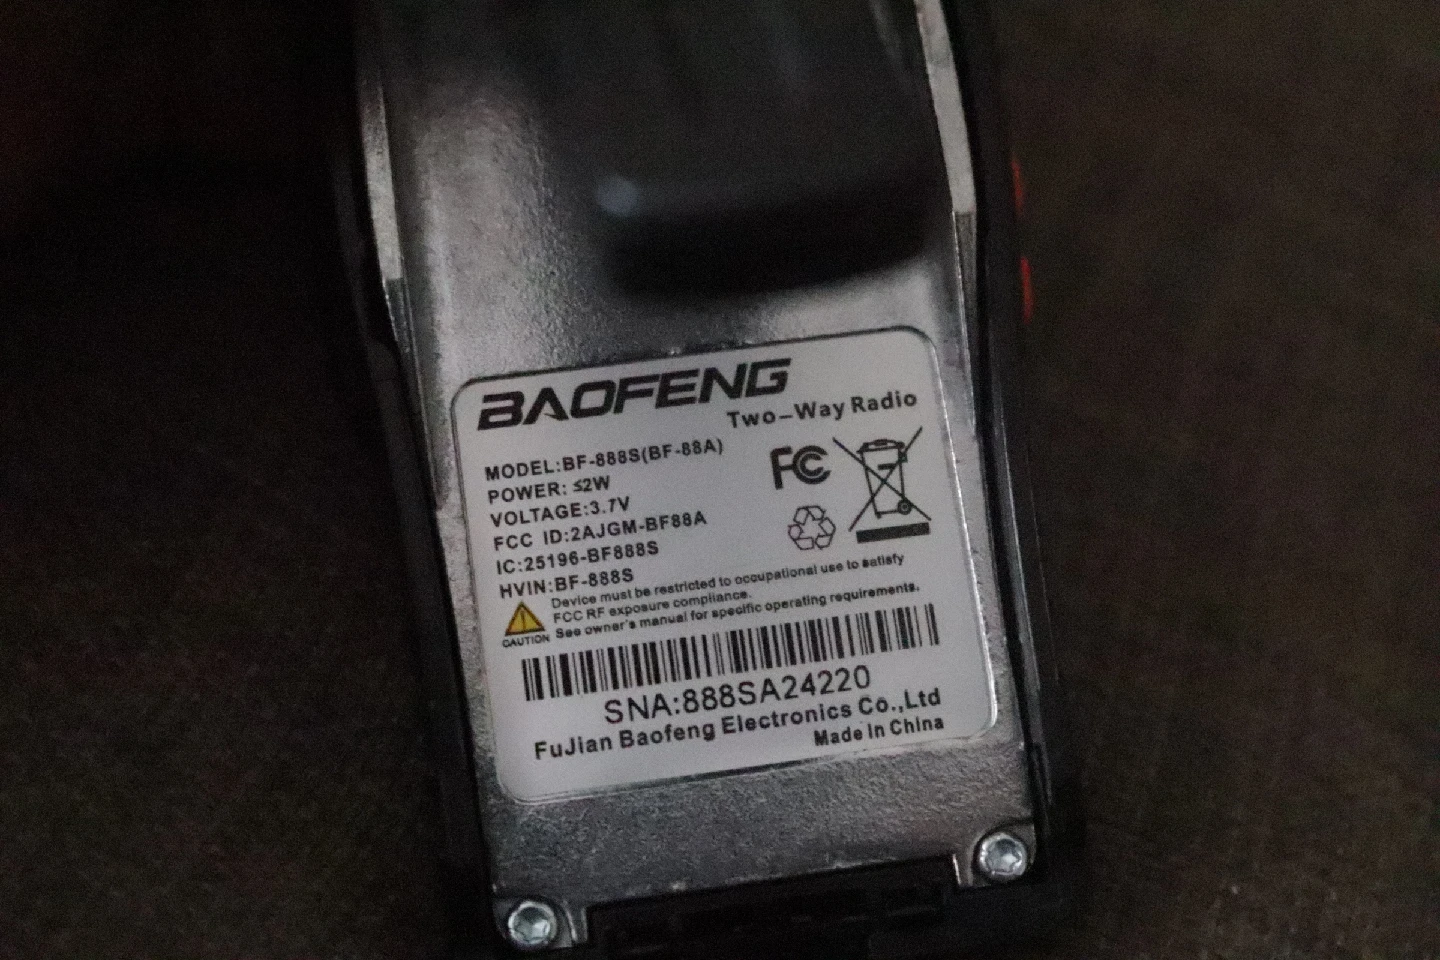 BAOFENG
Two-Way Radio
MODEL:BF-888S(BF-88A)
POWER: ≤2W
VOLTAGE:3.7V
FCC ID:2AJGM-BF88A
IC:25196-BF888S
HVIN:BF-888S
FC
CAUTION
Device must be restricted to occupational use to satisfy
FCC RF exposure compliance.
See owner's manual for specific operating requirements.
SNA:888SA24220
FuJian Baofeng Electronics Co.,Ltd
Made in China